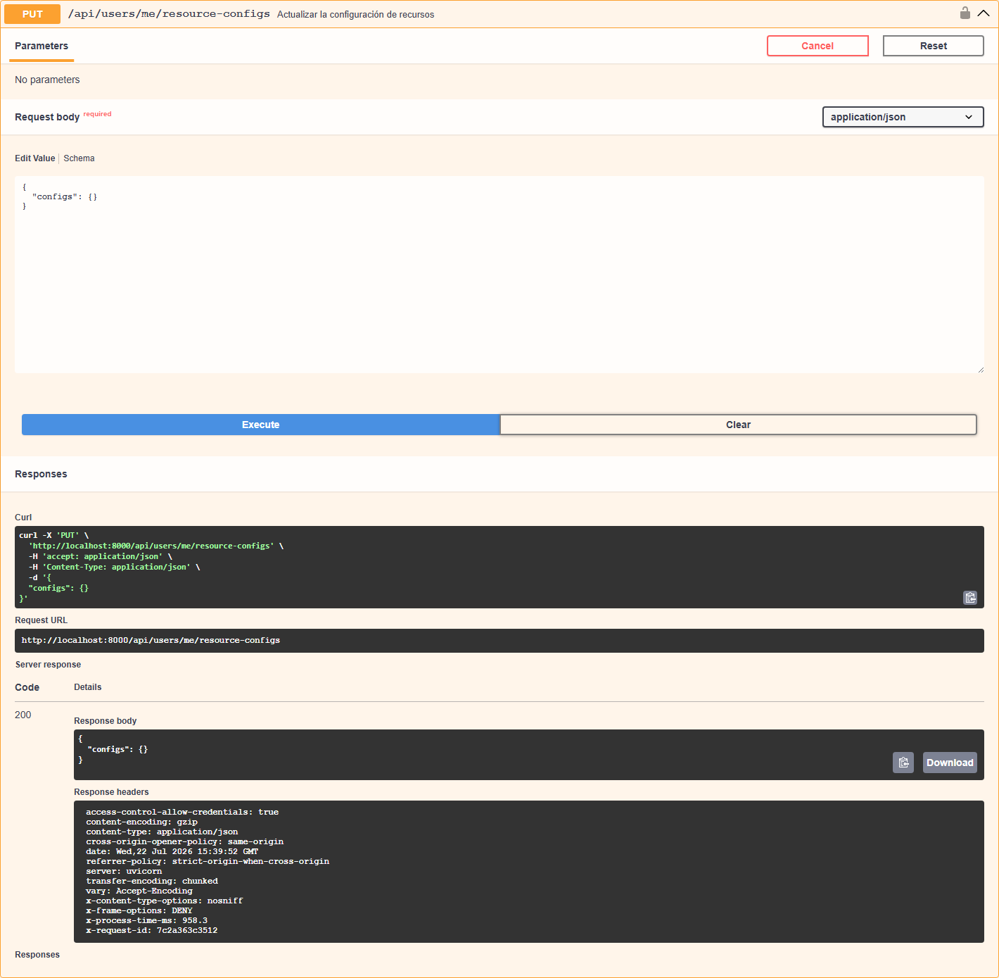 PUT /api/users/me/resource-configs Actualizar la configuración de recursos
Parameters Cancel Reset
No parameters
Request body required application/json
Edit Value Schema
{
  "configs": {}
}
Execute Clear
Responses
Curl
curl -X 'PUT' \
  'http://localhost:8000/api/users/me/resource-configs' \
  -H 'accept: application/json' \
  -H 'Content-Type: application/json' \
  -d '{
  "configs": {}
}'
Request URL
http://localhost:8000/api/users/me/resource-configs
Server response
Code Details
200
Response body
{
  "configs": {}
}
Download
Response headers
access-control-allow-credentials: true
content-encoding: gzip
content-type: application/json
cross-origin-opener-policy: same-origin
date: Wed,22 Jul 2026 15:39:52 GMT
referrer-policy: strict-origin-when-cross-origin
server: uvicorn
transfer-encoding: chunked
vary: Accept-Encoding
x-content-type-options: nosniff
x-frame-options: DENY
x-process-time-ms: 958.3
x-request-id: 7c2a363c3512
Responses